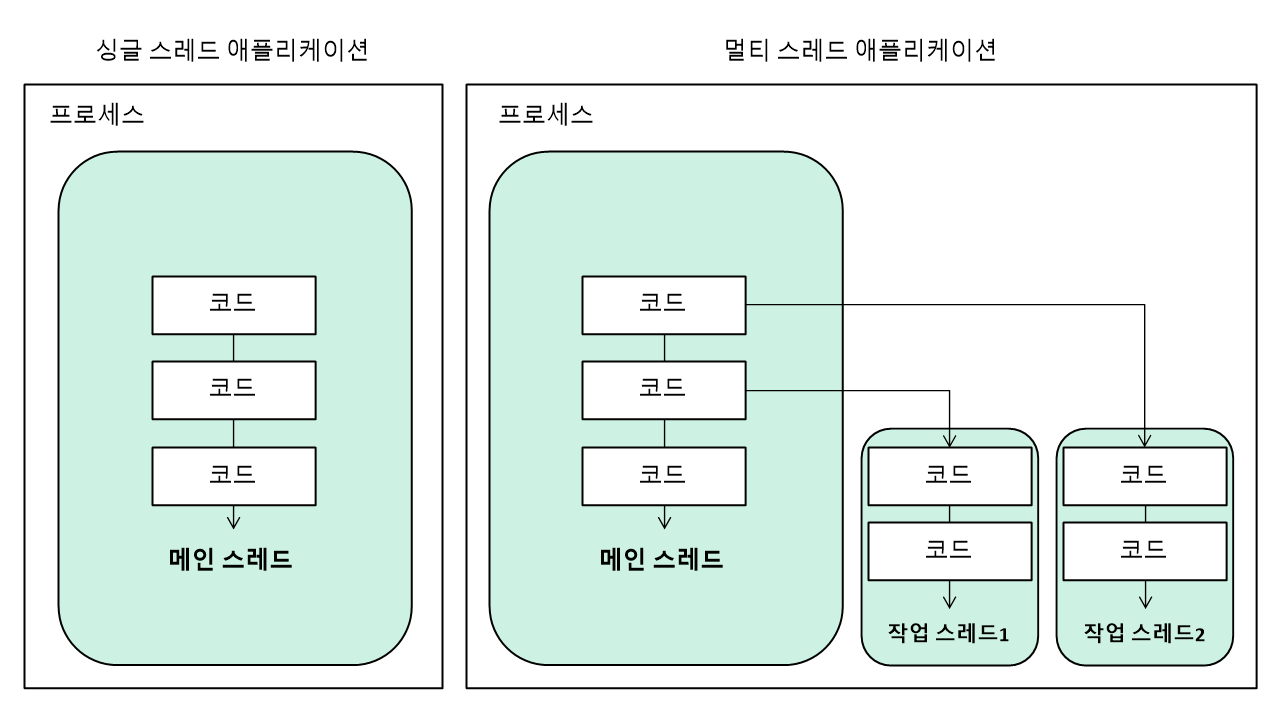 싱글 스레드 애플리케이션
프로세스
코드
코드
코드
메인 스레드
멀티 스레드 애플리케이션
프로세스
코드
코드
코드
메인 스레드
코드
코드
작업 스레드1
코드
코드
작업 스레드2